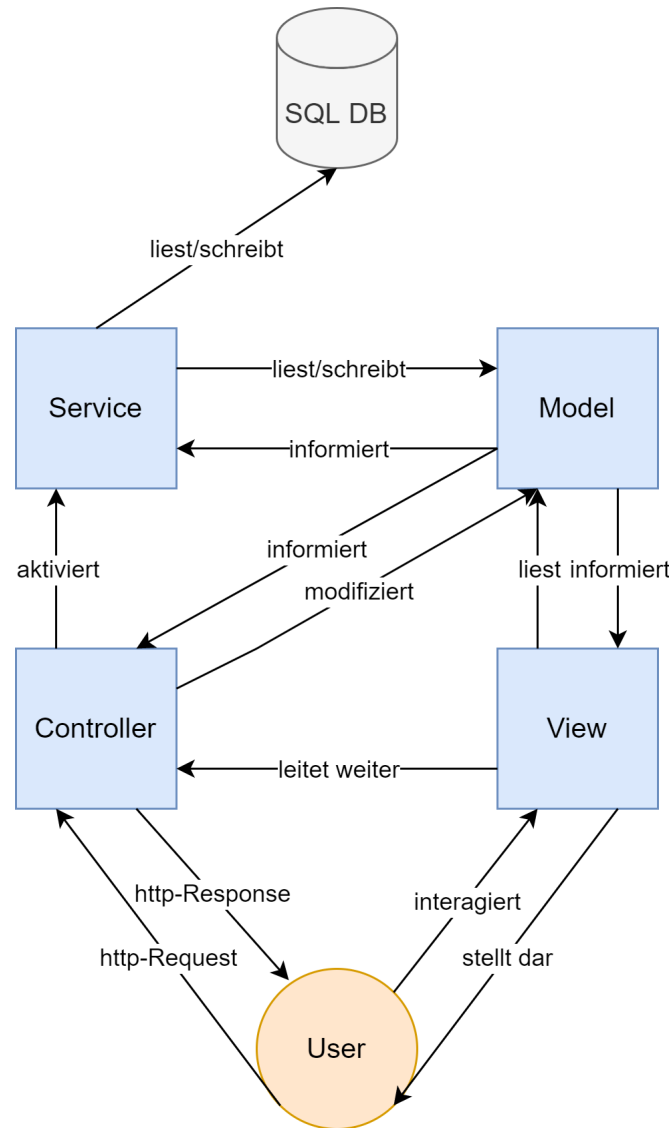 SQL DB
liest/schreibt
Service
liest/schreibt
Model
informiert
informiert
aktiviert
modifiziert
liest
informiert
Controller
View
leitet weiter
http-Response
interagiert
http-Request
stellt dar
User